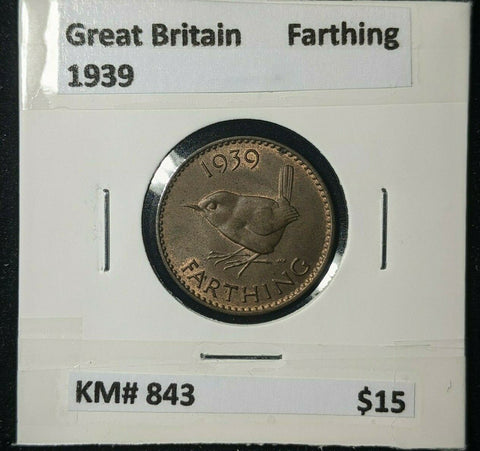 Great Britain Farthing
1939
1939
FARTHING
KM# 843 $15